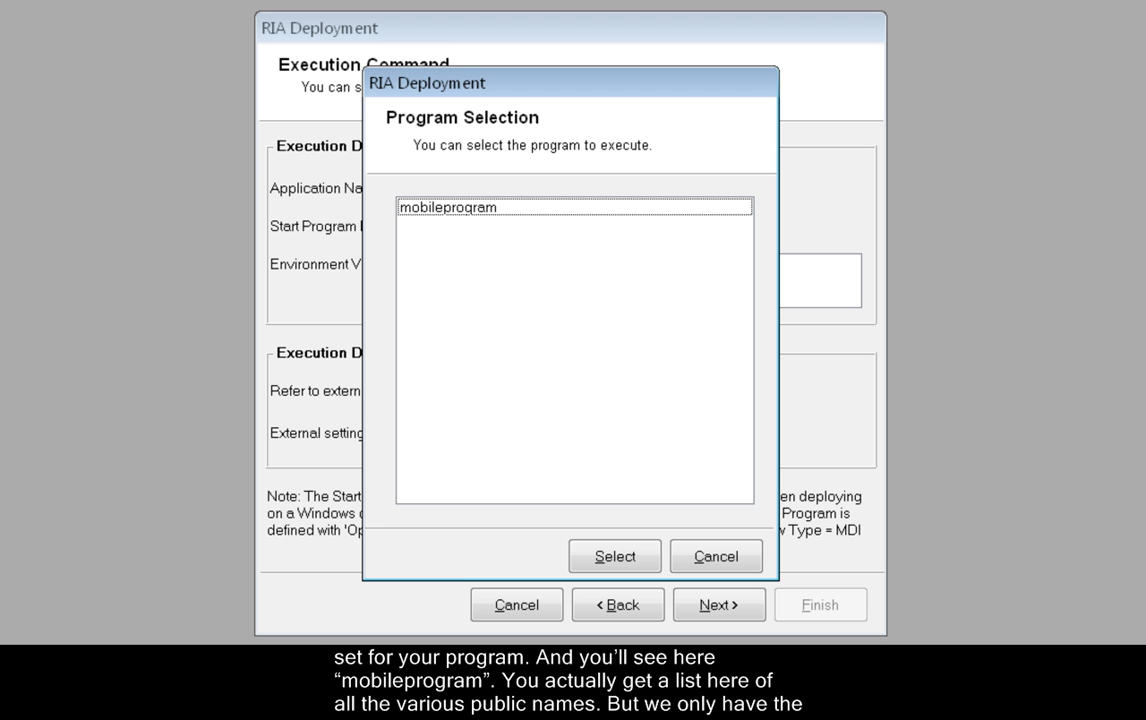 RIA Deployment
Execution Command
You can s
RIA Deployment
Program Selection
You can select the program to execute.
Execution D
Application Na
Start Program
Environment V
mobileprogram
Execution D
Refer to extern
External setting
Note: The Start
en deploying
on a Windows
Program is
defined with 'Op
Type = MDI
Select
Cancel
Cancel
< Back
Next >
Finish
set for your program. And you’ll see here
“mobileprogram”. You actually get a list here of
all the various public names. But we only have the